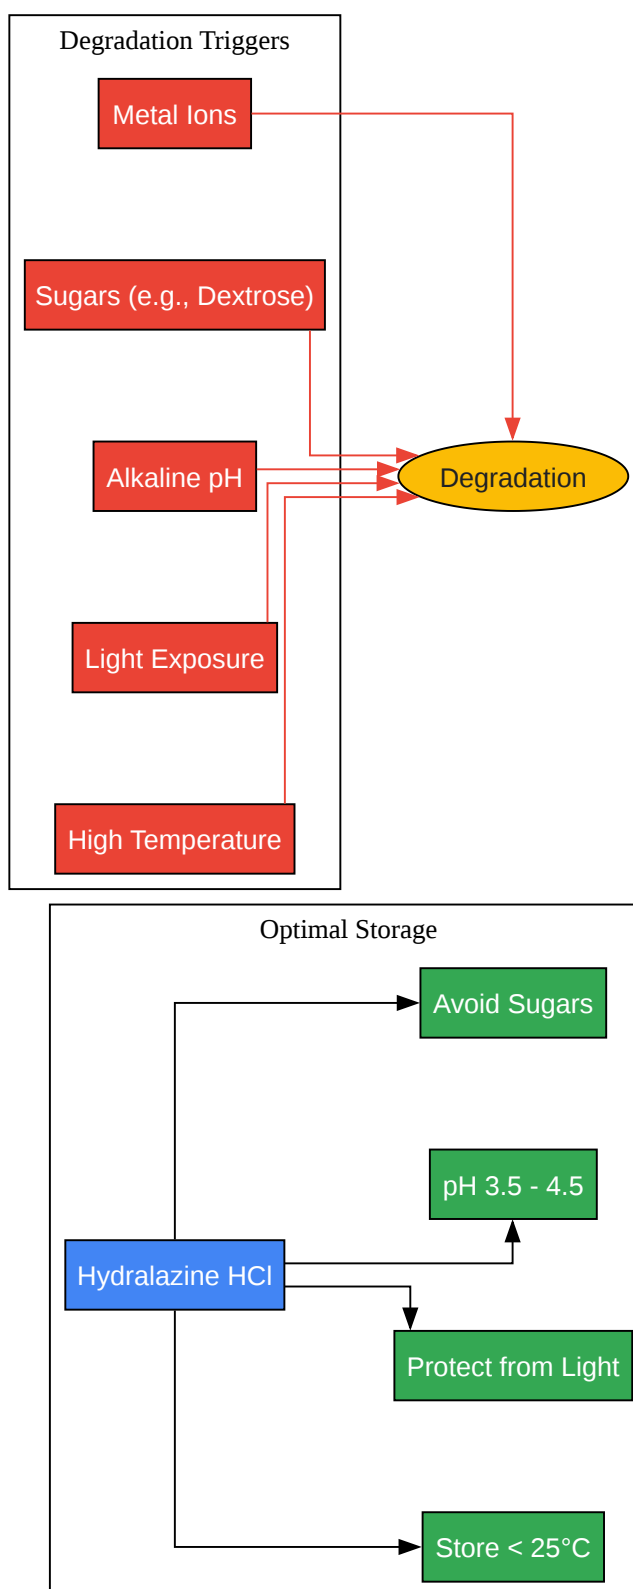 Degradation Triggers
Metal Ions
Sugars (e.g., Dextrose)
Alkaline pH
Degradation
Light Exposure
High Temperature
Optimal Storage
Avoid Sugars
pH 3.5 - 4.5
Hydralazine HCl
Protect from Light
Store < 25°C